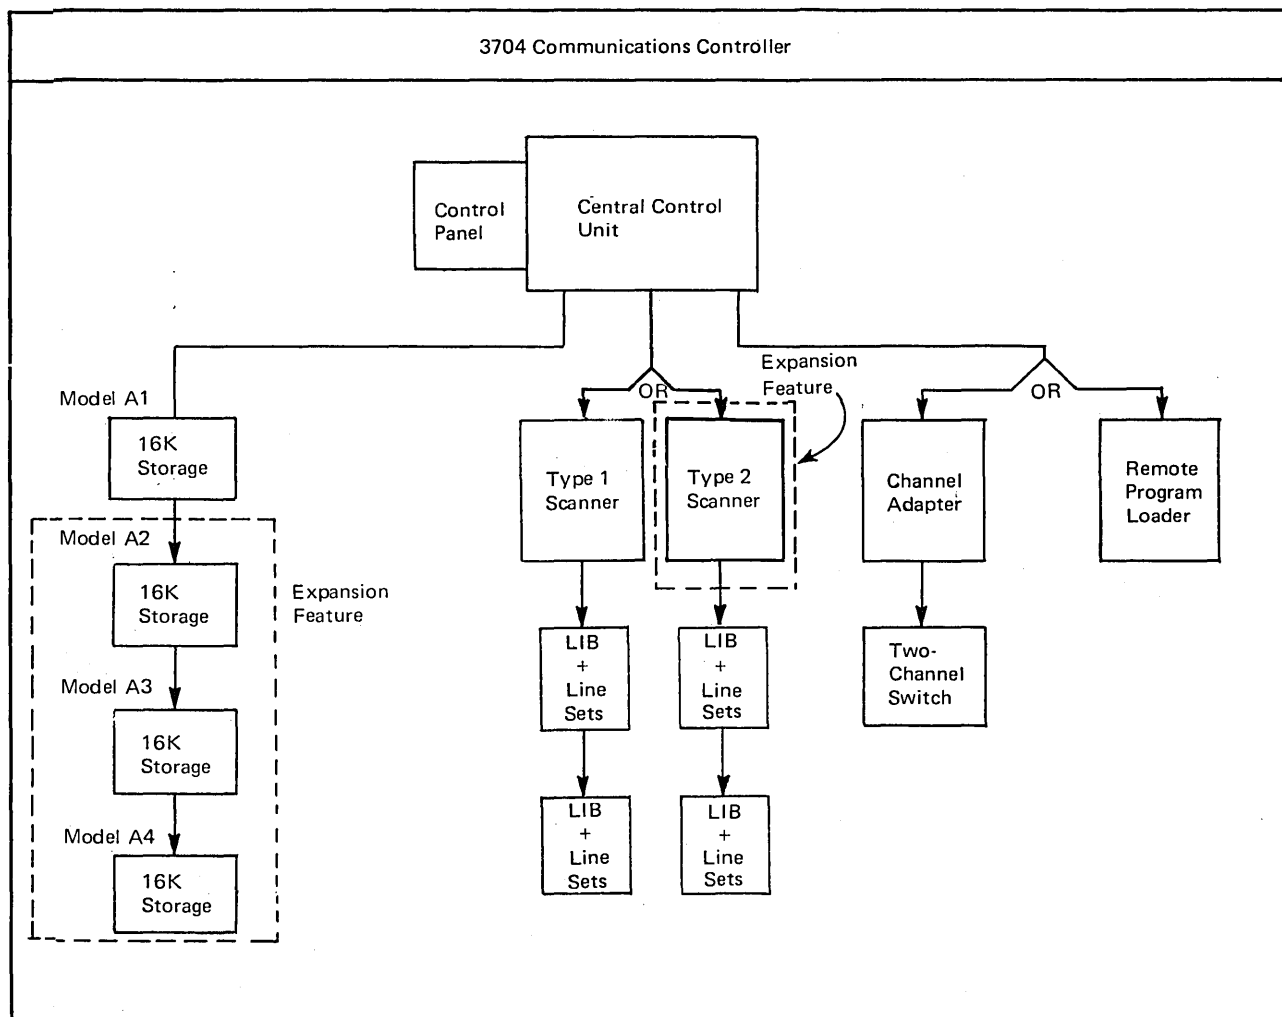 3704 Communications Controller
Control
Panel
Central Control
Unit
Model A1
16K
Storage
Model A2
16K
Storage
Expansion
Feature
Model A3
16K
Storage
Model A4
16K
Storage
OR
Expansion
Feature
Type 1
Scanner
Type 2
Scanner
LIB
+
Line
Sets
LIB
+
Line
Sets
LIB
+
Line
Sets
LIB
+
Line
Sets
OR
Channel
Adapter
Remote
Program
Loader
Two-
Channel
Switch